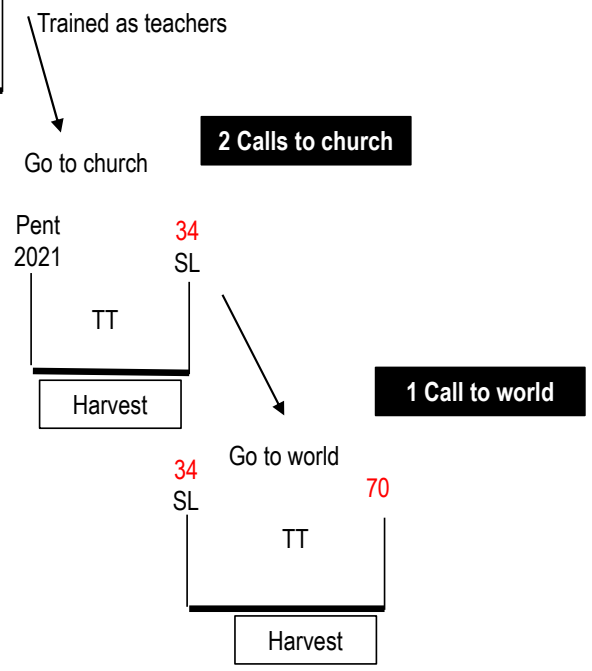 Trained as teachers
2 Calls to church
Go to church
Pent
2021
34
SL
TT
Harvest
1 Call to world
Go to world
34
SL
70
TT
Harvest